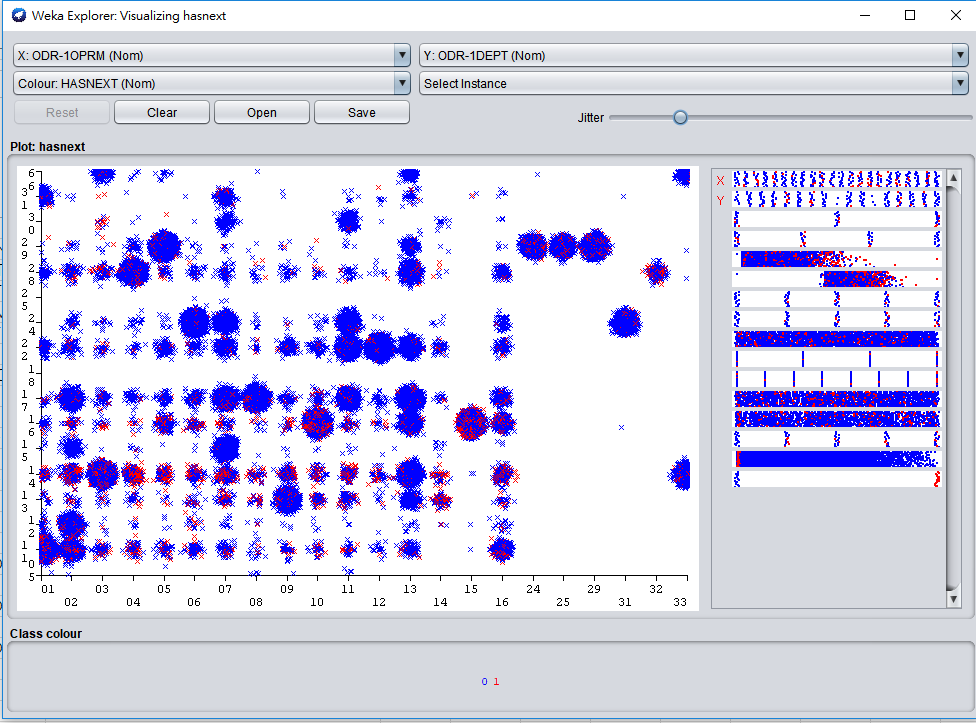 Weka Explorer: Visualizing hasnext
X: ODR-1OPRM (Nom)
Y: ODR-1DEPT (Nom)
Colour: HASNEXT (Nom)
Select Instance
Reset
Clear
Open
Save
Jitter
Plot: hasnext
6
6
3
1
3
0
2
9
2
8
2
5
2
4
2
2
1
8
1
7
1
6
1
5
1
4
1
3
1
2
1
0
5
01 03 05 07 09 11 13 15 24 29 32
02 04 06 08 10 12 14 16 25 31 33
X
Y
Class colour
0 1